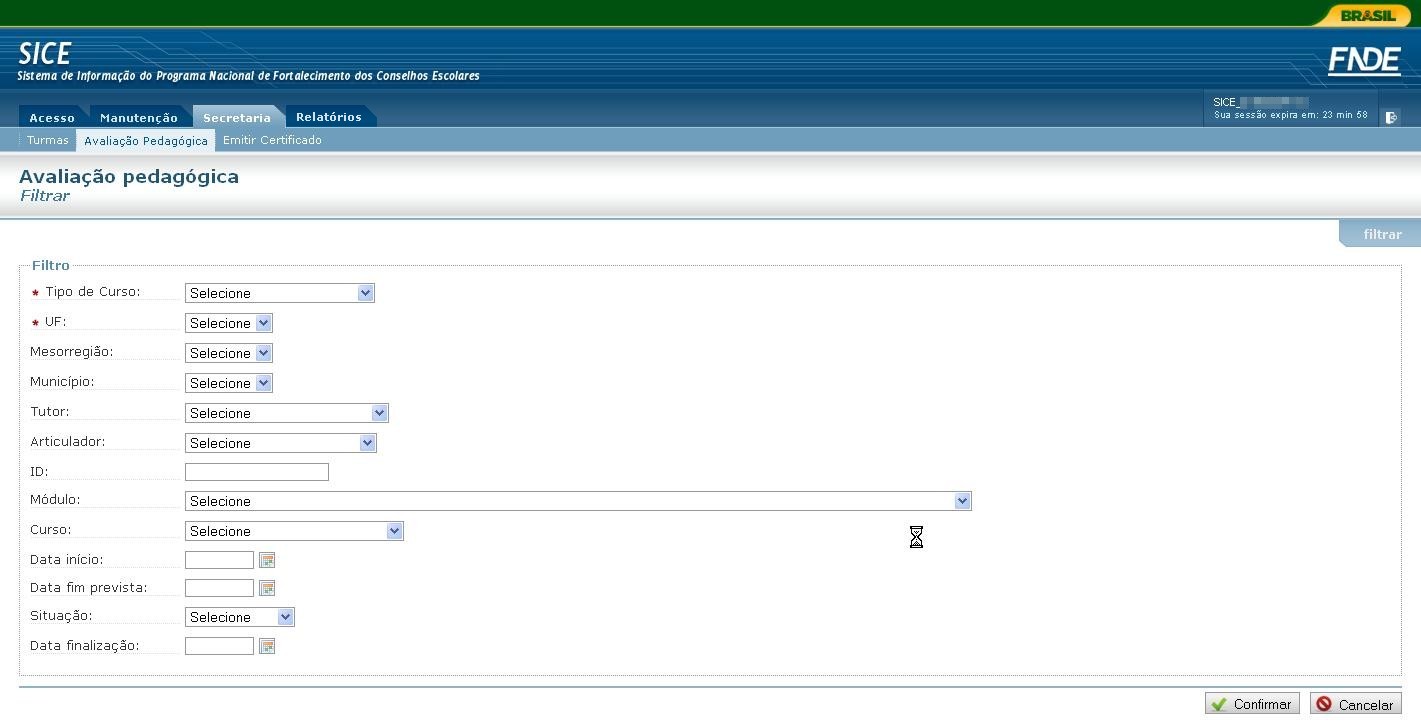 BRASIL
SICE
Sistema de Informação do Programa Nacional de Fortalecimento dos Conselhos Escolares
FNDE
Acesso Manutenção Secretaria Relatórios
SICE_
Sua sessão expira em: 23 min 58
Turmas Avaliação Pedagógica Emitir Certificado
Avaliação pedagógica
Filtrar
filtrar
Filtro
* Tipo de Curso: Selecione
* UF: Selecione
Mesorregião: Selecione
Município: Selecione
Tutor: Selecione
Articulador: Selecione
ID:
Módulo: Selecione
Curso: Selecione
Data início:
Data fim prevista:
Situação: Selecione
Data finalização:
Confirmar Cancelar